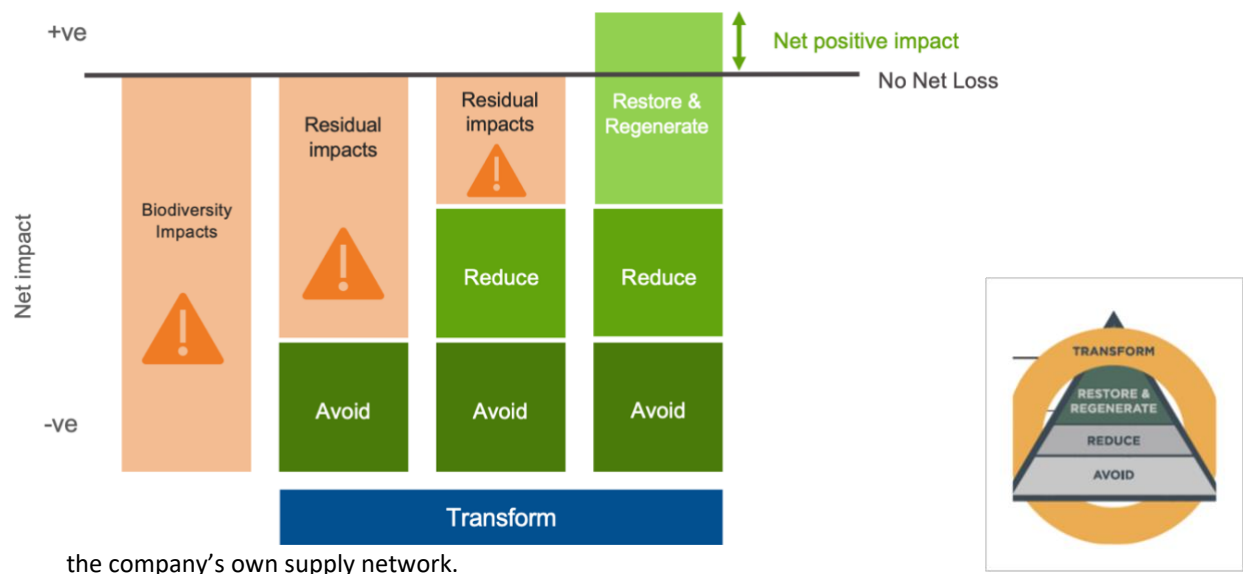 +ve
Net positive impact
No Net Loss
Residual
impacts
Residual
impacts
Restore &
Regenerate
Biodiversity
Impacts
Net impact
Reduce
Reduce
Avoid
Avoid
Avoid
-ve
Transform
TRANSFORM
RESTORE &
REGENERATE
REDUCE
AVOID
the company’s own supply network.